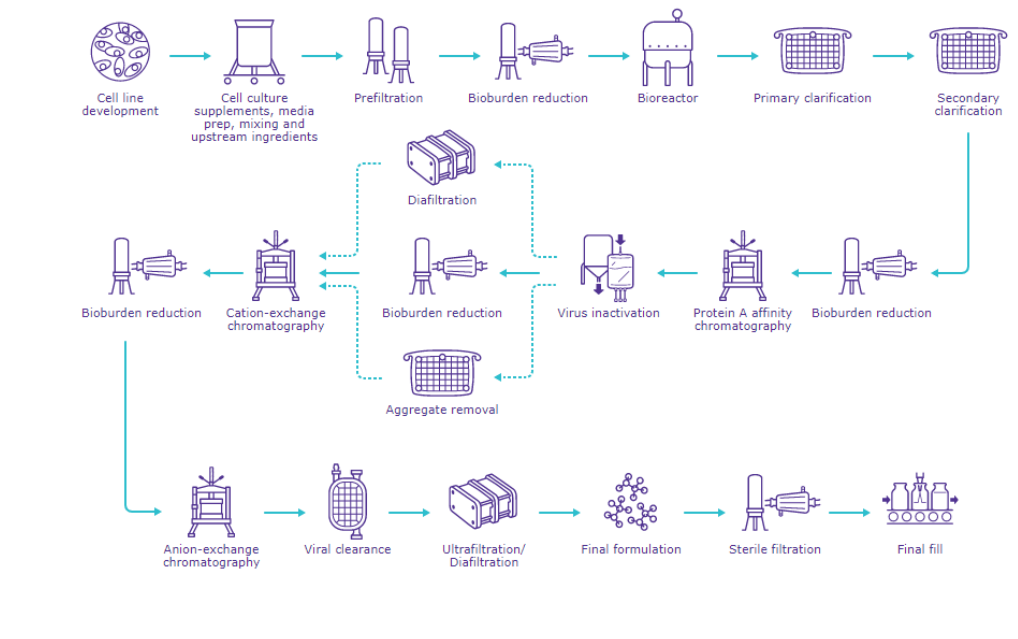 Cell line
development
Cell culture
supplements, media
prep, mixing and
upstream ingredients
Prefiltration
Bioburden reduction
Bioreactor
Primary clarification
Secondary
clarification
Diafiltration
Bioburden reduction
Cation-exchange
chromatography
Bioburden reduction
Virus inactivation
Protein A affinity
chromatography
Bioburden reduction
Aggregate removal
Anion-exchange
chromatography
Viral clearance
Ultrafiltration/
Diafiltration
Final formulation
Sterile filtration
Final fill